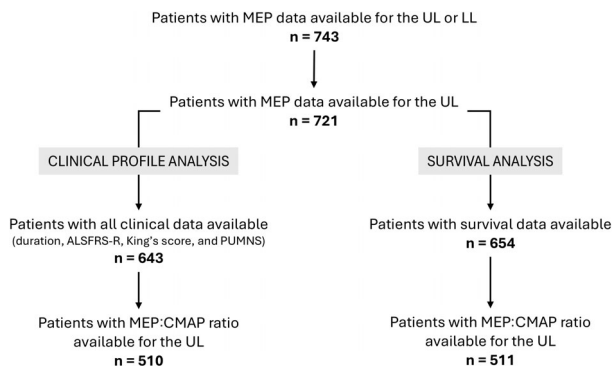 Patients with MEP data available for the UL or LL
n = 743
Patients with MEP data available for the UL
n = 721
CLINICAL PROFILE ANALYSIS
Patients with all clinical data available
(duration, ALSFRS-R, King's score, and PUMNS)
n = 643
Patients with MEP:CMAP ratio
available for the UL
n = 510
SURVIVAL ANALYSIS
Patients with survival data available
n = 654
Patients with MEP:CMAP ratio
available for the UL
n = 511